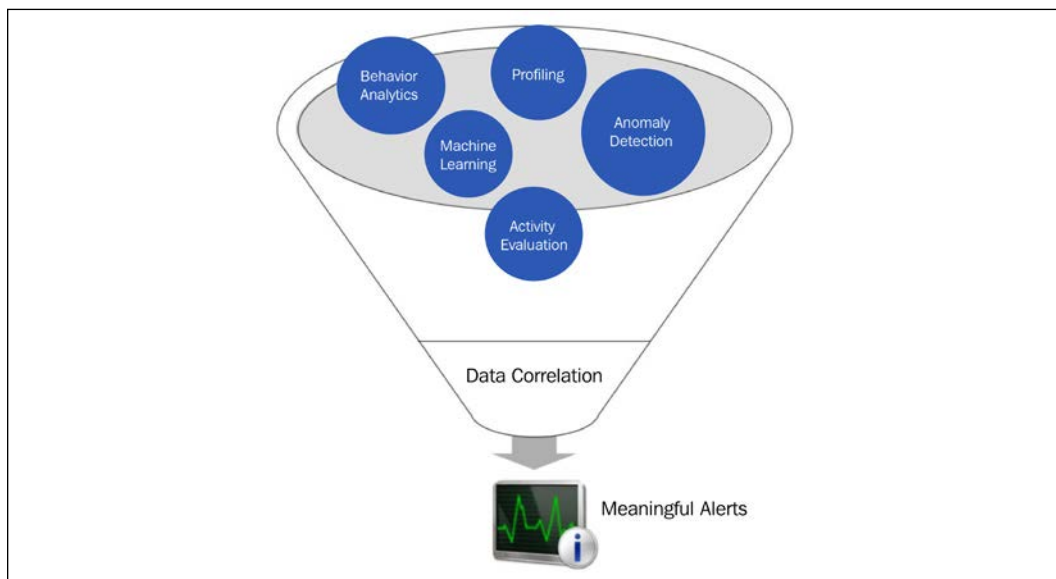 Behavior
Analytics
Profiling
Anomaly
Detection
Machine
Learning
Activity
Evaluation
Data Correlation
Meaningful Alerts
i